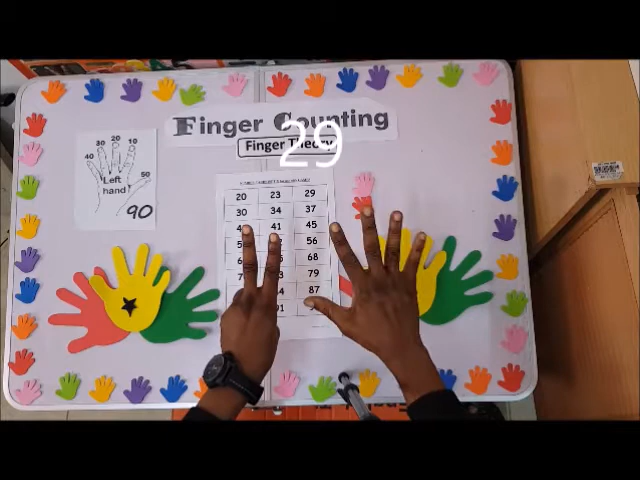 Finger Counting
Finger Theory
29
20
30 10
40 50
Left
hand
90
20 23 29
30 34 37
41 45
56
68
79
87